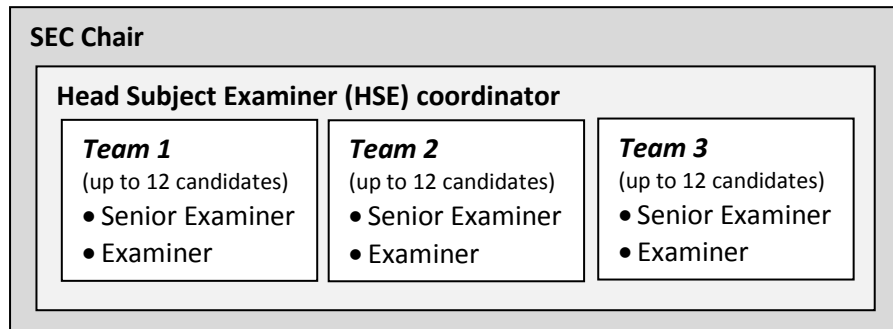 SEC Chair
Head Subject Examiner (HSE) coordinator
Team 1
(up to 12 candidates)
• Senior Examiner
• Examiner
Team 2
(up to 12 candidates)
• Senior Examiner
• Examiner
Team 3
(up to 12 candidates)
• Senior Examiner
• Examiner